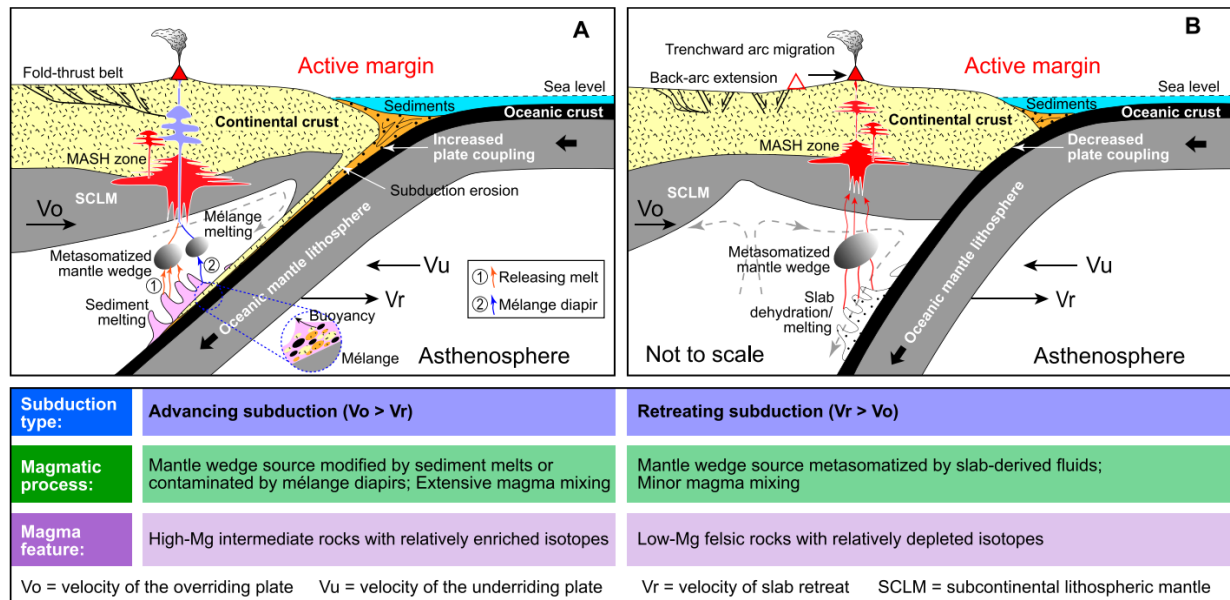 A
Fold-thrust belt
Active margin
Sea level
Sediments
Oceanic crust
Continental crust
MASH zone
Increased
plate coupling
Subduction erosion
SCLM
Vo
Mélange
melting
Metasomatized
mantle wedge
①
②
Sediment
melting
Oceanic mantle lithosphere
Vu
Vr
① Releasing melt
② Mélange diapir
Buoyancy
Mélange
Asthenosphere
B
Trenchward arc migration
Back-arc extension
Active margin
Sea level
Sediments
Oceanic crust
Continental crust
MASH zone
Decreased
plate coupling
SCLM
Vo
Metasomatized
mantle wedge
Oceanic mantle lithosphere
Vu
Vr
Slab
dehydration/
melting
Not to scale
Asthenosphere
Subduction
type:
Advancing subduction (Vo > Vr)
Retreating subduction (Vr > Vo)
Magmatic
process:
Mantle wedge source modified by sediment melts or
contaminated by mélange diapirs; Extensive magma mixing
Mantle wedge source metasomatized by slab-derived fluids;
Minor magma mixing
Magma
feature:
High-Mg intermediate rocks with relatively enriched isotopes
Low-Mg felsic rocks with relatively depleted isotopes
Vo = velocity of the overriding plate Vu = velocity of the underriding plate Vr = velocity of slab retreat SCLM = subcontinental lithospheric mantle